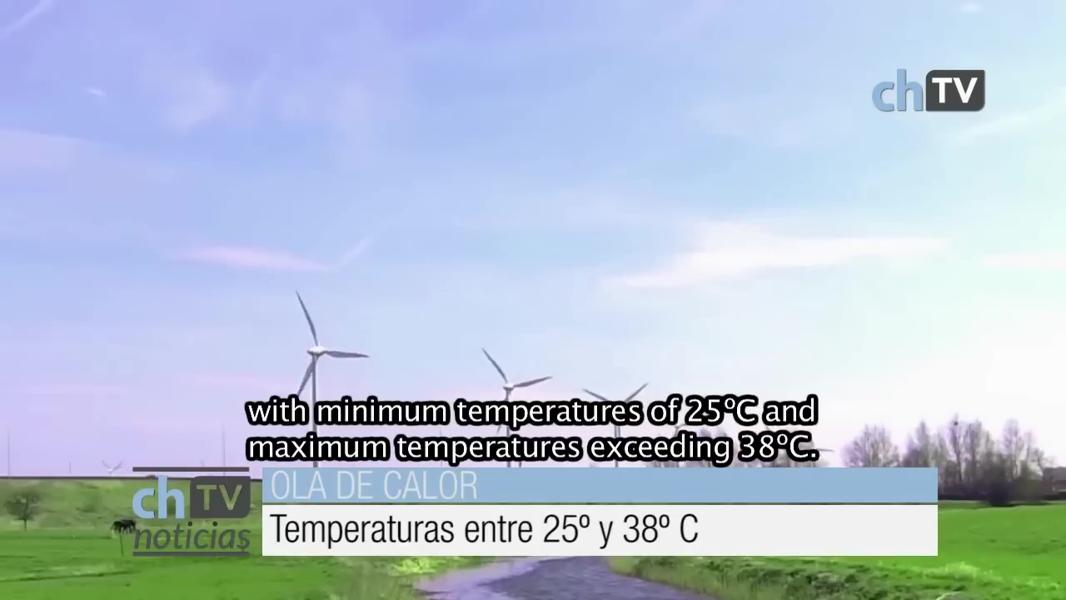 chTV
with minimum temperatures of 25ºC and
maximum temperatures exceeding 38ºC.
chTV
noticias
OLA DE CALOR
Temperaturas entre 25º y 38º C